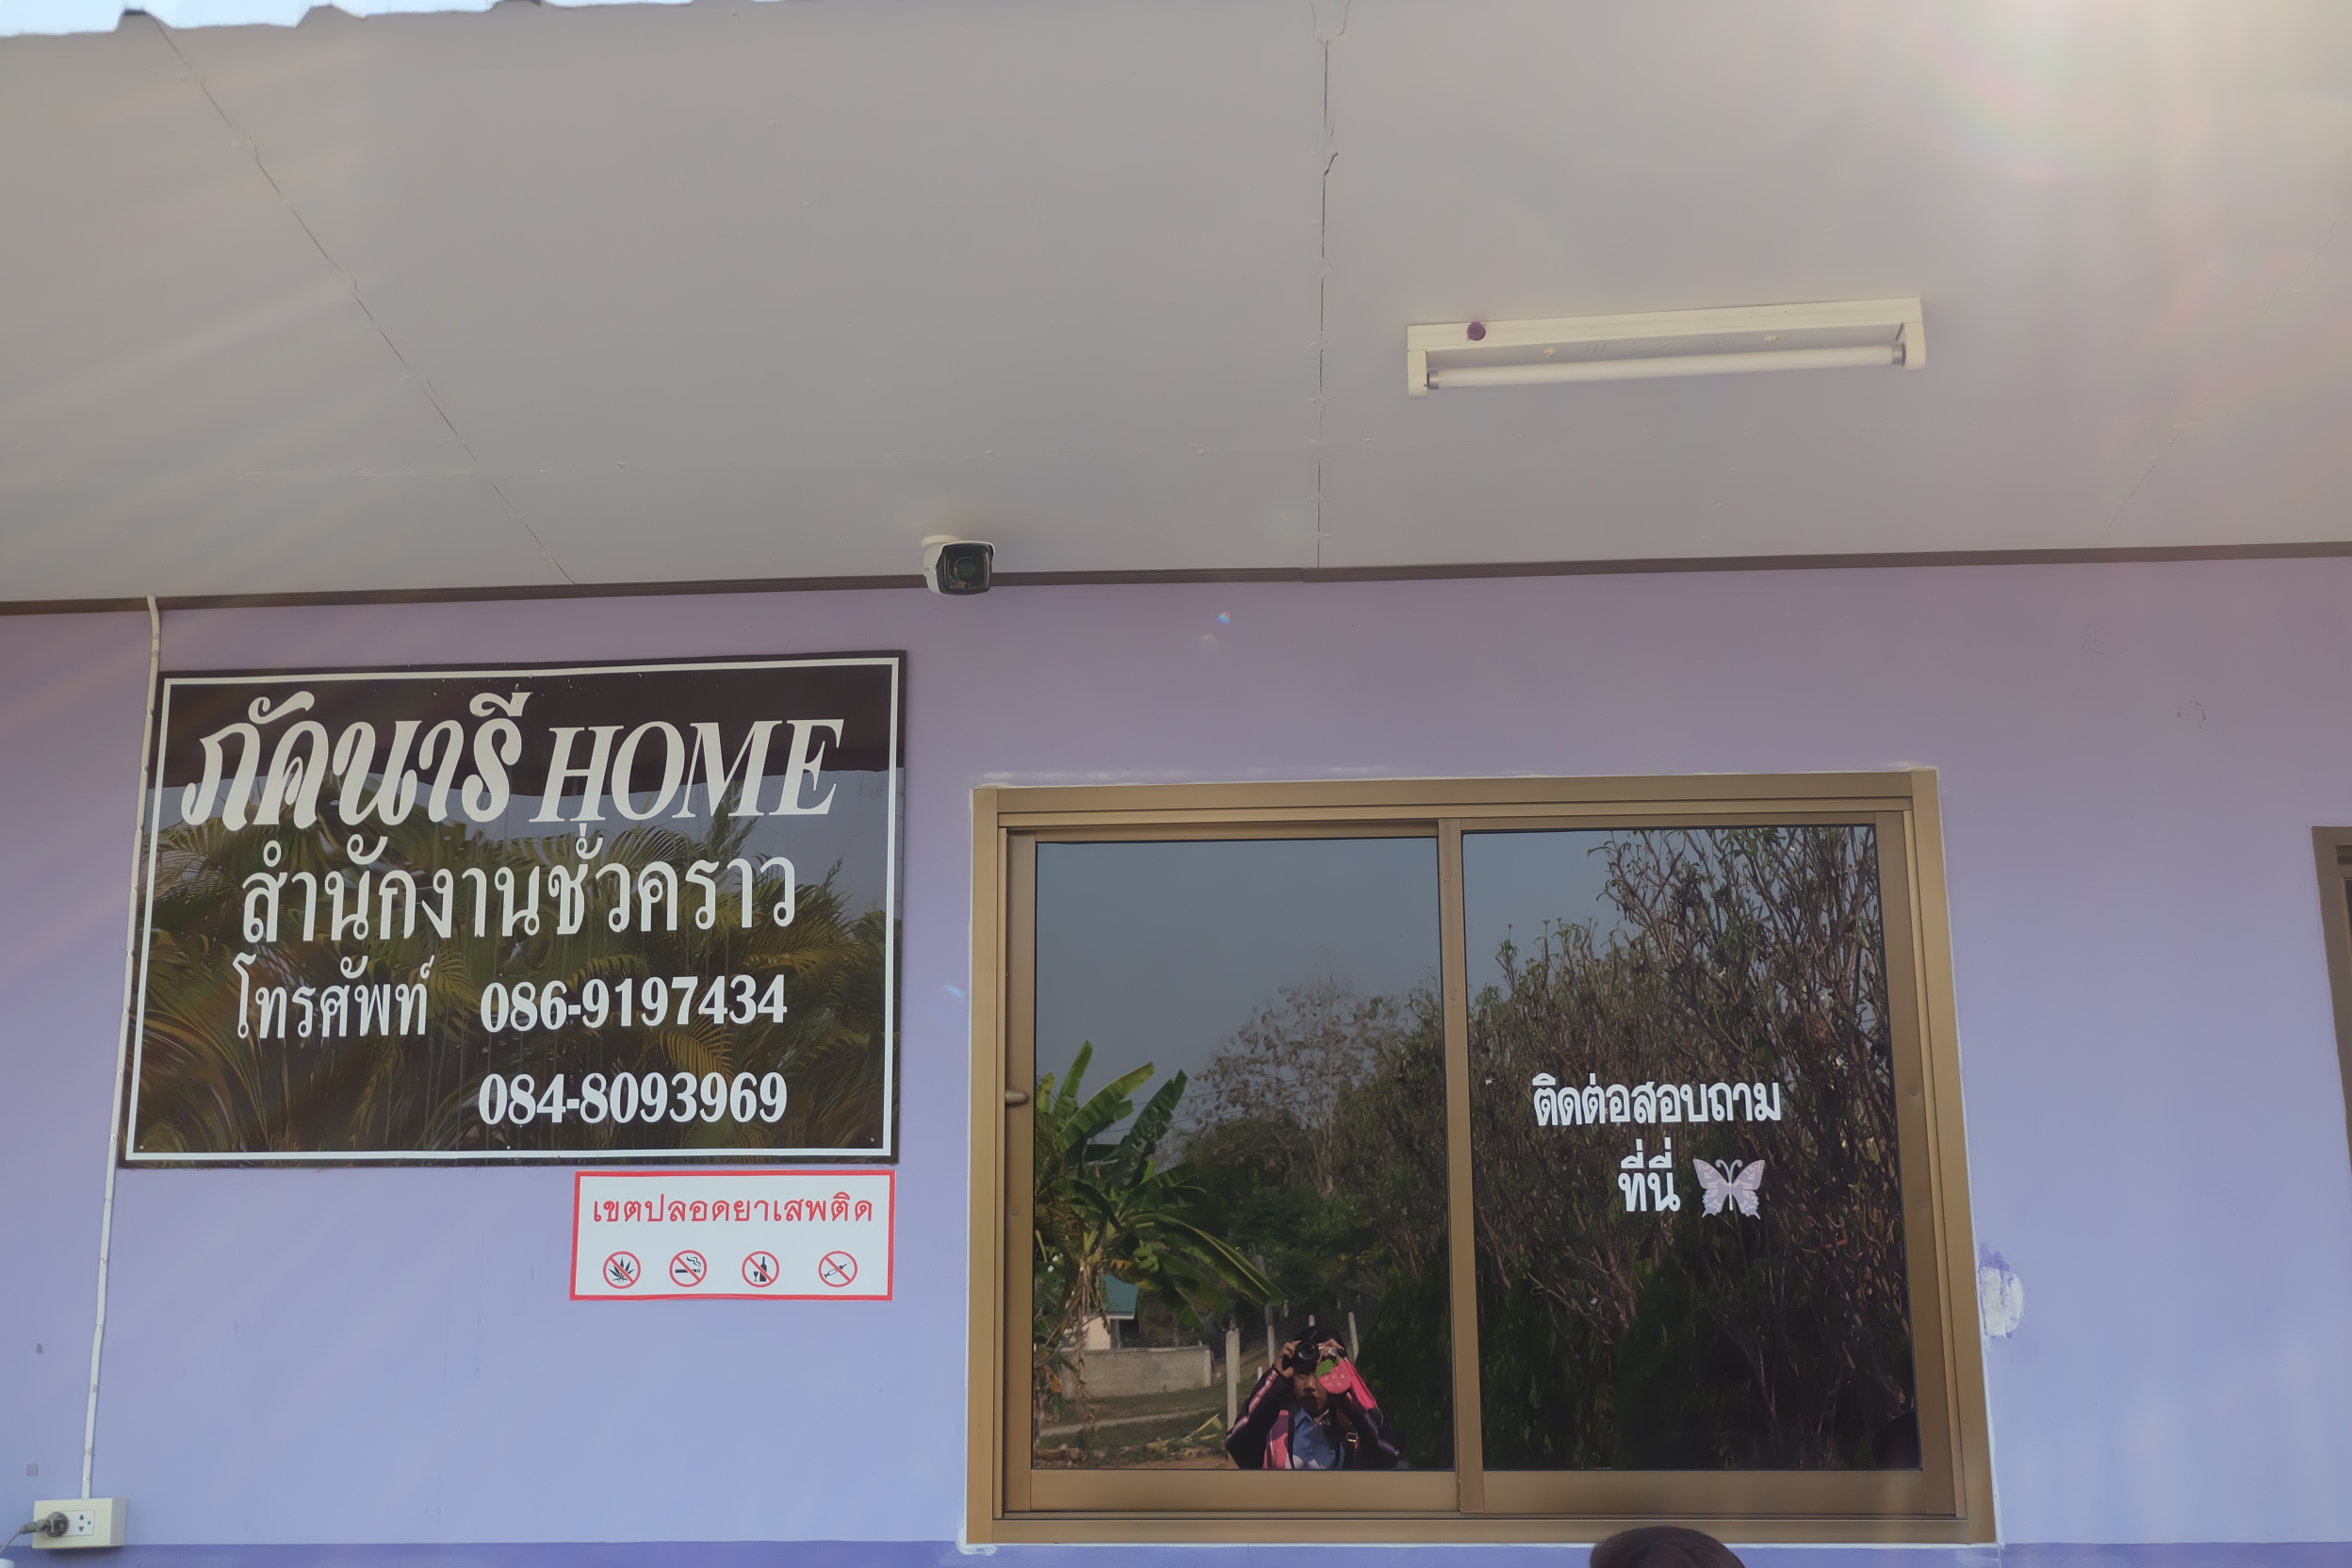 ภัคนารี HOME
สำนักงานชั่วคราว
โทรศัพท์ 086-9197434
084-8093969
เขตปลอดยาเสพติด
ติดต่อสอบถาม
ที่นี่